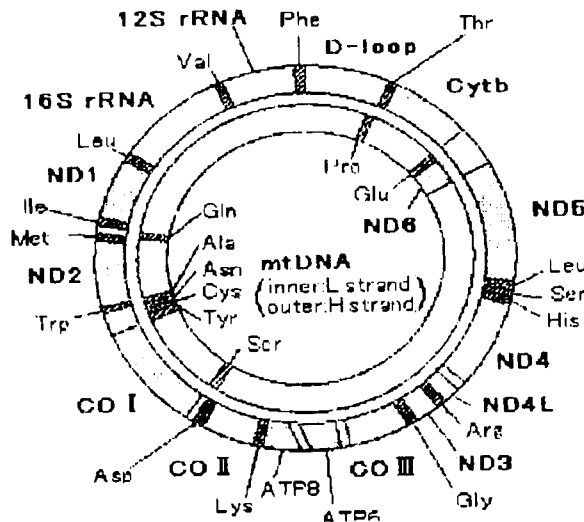 12S rRNA
Phe
D-loop
Thr
Val
Cytb
16S rRNA
Leu
Pro
Glu
ND1
ND6
ND5
Ile
Gln
Met
Ala
ND2
Asn
mtDNA
Cys
(inner:L strand
outer:H strand)
Leu
Ser
His
Trp
Tyr
Ser
ND4
CO I
ND4L
Arg
Asp
CO II
Lys
ATP8
CO III
ND3
Gly
ATP6